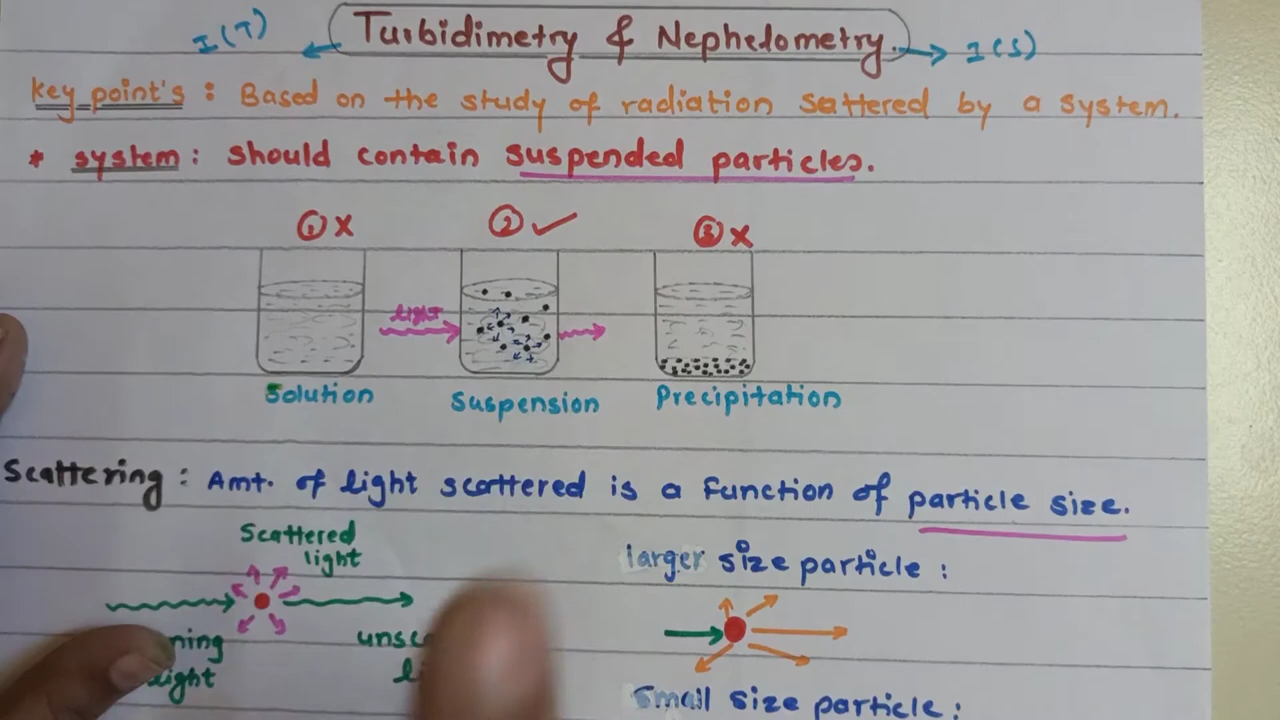 I(T) Turbidimetry & Nephelometry. I(S)
key point's : Based on the study of radiation scattered by a system.
* system : should contain suspended particles.
① x ② ✓ ③ x
light
Solution Suspension Precipitation
Scattering : Amt. of light scattered is a function of particle size.
Scattered
light
larger size particle :
light
Small size particle :